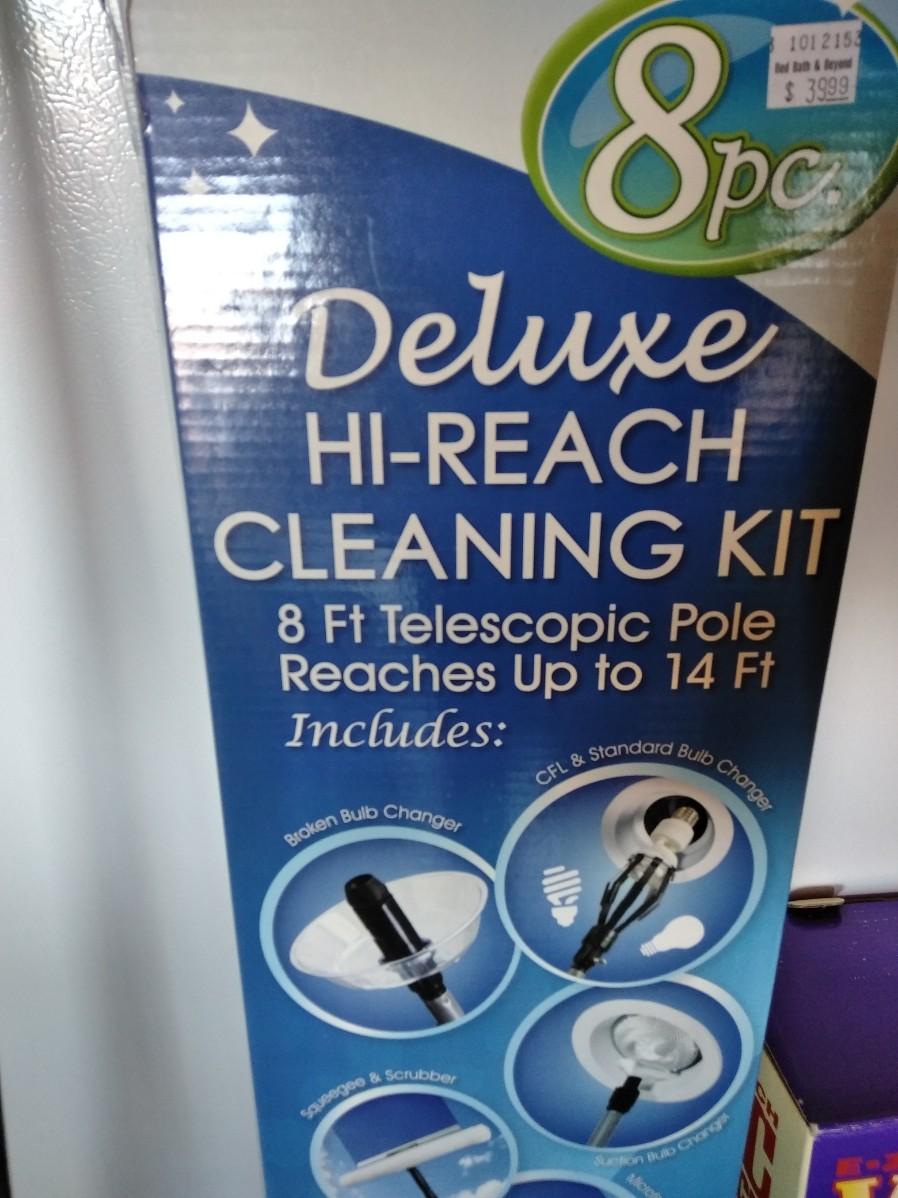 1012153
Bed Bath & Beyond
$ 3999
8pc.
Deluxe
HI-REACH
CLEANING KIT
8 Ft Telescopic Pole
Reaches Up to 14 Ft
Includes:
CFL & Standard Bulb Changer
Broken Bulb Changer
Squeegee & Scrubber
Suction Bulb Changer